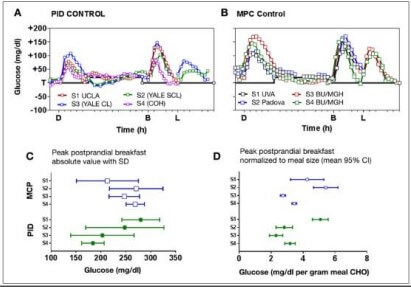 A PID CONTROL
B MPC Control
Glucose (mg/dl)
+200
+150
+100
+50
T
-50
-100
S1 UCLA
S2 (YALE SCL)
S3 (YALE CL)
S4 (COH)
D B L
Time (h)
S1 UVA
S3 BU/MGH
S2 Padova
S4 BU/MGH
D B L
Time (h)
C Peak postprandial breakfast
absolute value with SD
MCP
S1
S2
S3
S4
PID
S1
S2
S3
S4
100 150 200 250 300 350
Glucose (mg/dl)
D Peak postprandial breakfast
normalized to meal size (mean 95% CI)
S1
S2
S3
S4
S1
S2
S3
S4
0 2 4 6 8
Glucose (mg/dl per gram meal CHO)